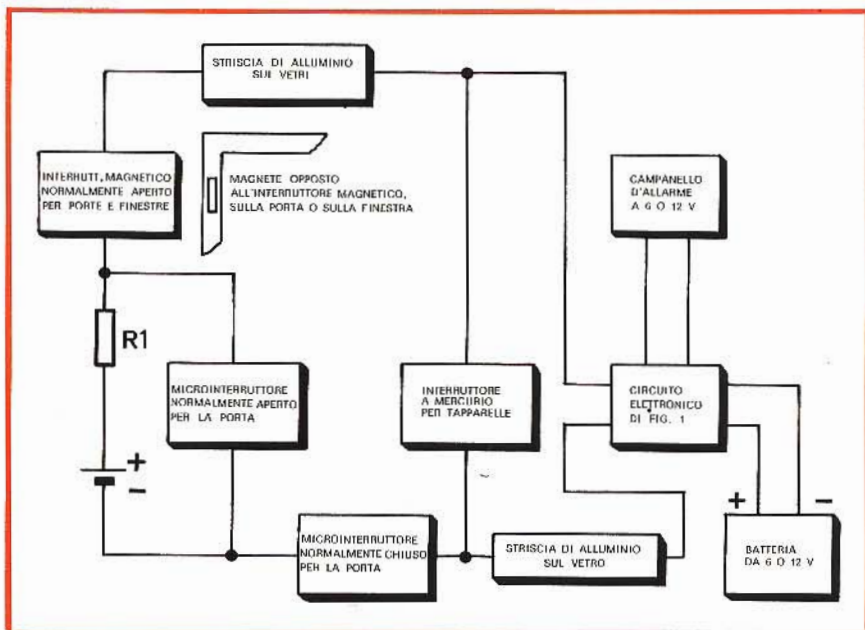 STRISCIA DI ALLUMINIO
SUI VETRI
INTERRUTT, MAGNETICO
NORMALMENTE APERTO
PER PORTE E FINESTRE
MAGNETE OPPOSTO
ALL'INTERRUTTORE MAGNETICO,
SULLA PORTA O SULLA FINESTRA
CAMPANELLO
D'ALLARME
A 6 O 12 V
R1
MICROINTERRUTTORE
NORMALMENTE APERTO
PER LA PORTA
INTERRUTTORE
A MERCURIO
PER TAPPARELLE
CIRCUITO
ELETTRONICO
DI FIG. 1
+
-
+
-
MICROINTERRUTTORE
NORMALMENTE CHIUSO
PER LA PORTA
STRISCIA DI ALLUMINIO
SUL VETRO
BATTERIA
DA 6 O 12 V